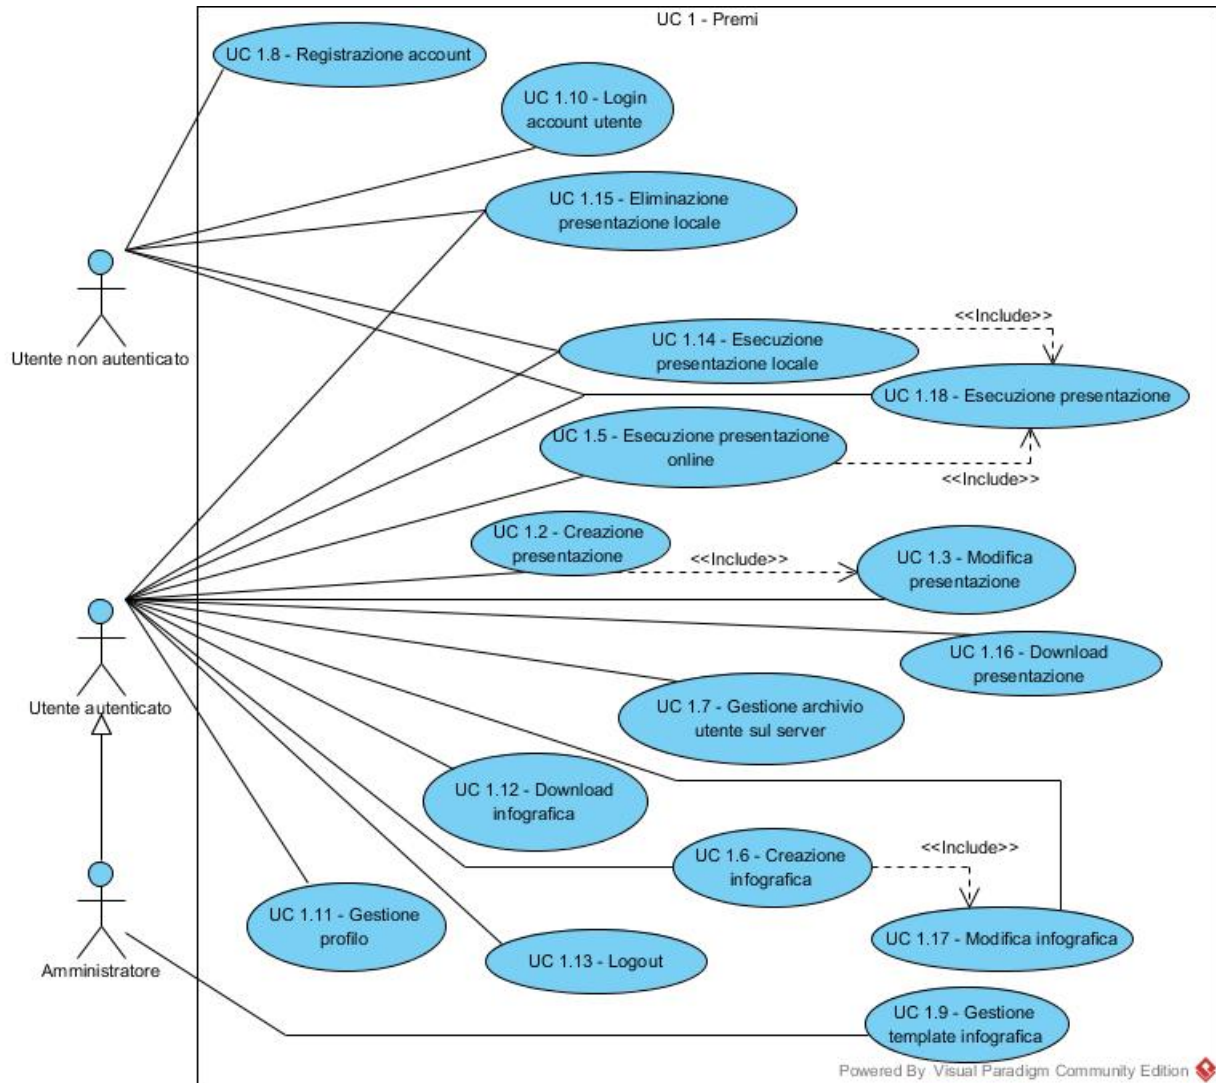 UC 1 - Premi
UC 1.8 - Registrazione account
UC 1.10 - Login
account utente
UC 1.15 - Eliminazione
presentazione locale
Utente non autenticato
UC 1.14 - Esecuzione
presentazione locale
<<Include>>
UC 1.18 - Esecuzione presentazione
UC 1.5 - Esecuzione presentazione
online
<<Include>>
UC 1.2 - Creazione
presentazione
<<Include>>
UC 1.3 - Modifica
presentazione
Utente autenticato
UC 1.16 - Download
presentazione
UC 1.7 - Gestione archivio
utente sul server
UC 1.12 - Download
infografica
UC 1.6 - Creazione
infografica
<<Include>>
UC 1.11 - Gestione
profilo
UC 1.13 - Logout
UC 1.17 - Modifica infografica
Amministratore
UC 1.9 - Gestione
template infografica
Powered By Visual Paradigm Community Edition